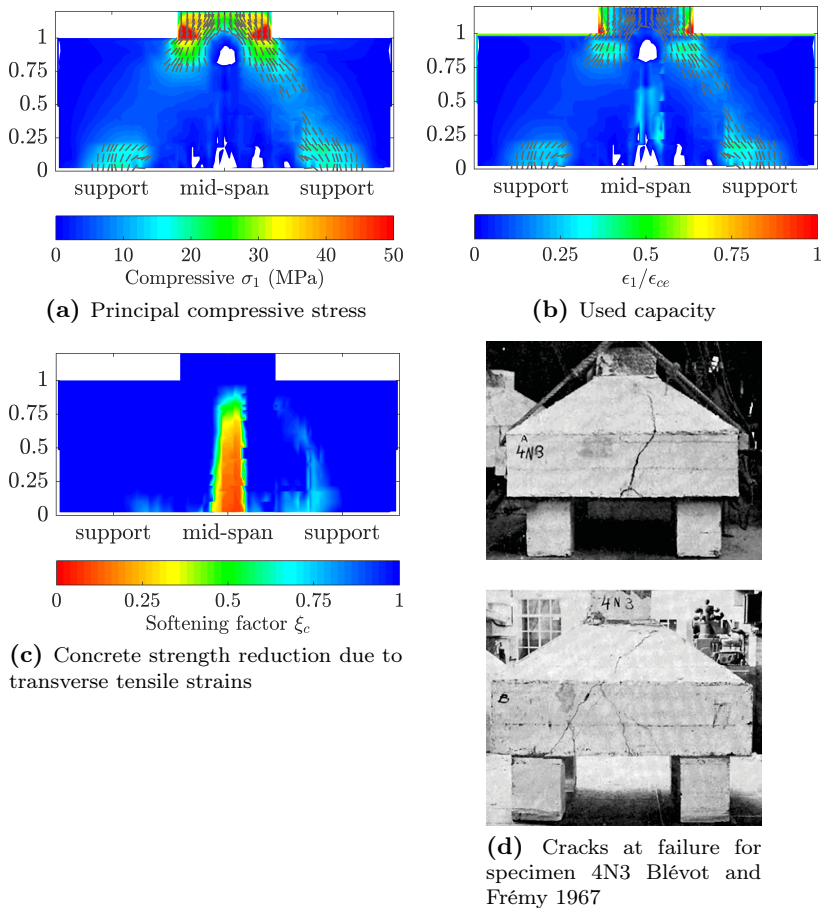 1
0.75
0.5
0.25
0
support mid-span support
0 10 20 30 40 50
Compressive σ₁ (MPa)
(a) Principal compressive stress
1
0.75
0.5
0.25
0
support mid-span support
0 0.25 0.5 0.75 1
ϵ₁/ϵ_ce
(b) Used capacity
1
0.75
0.5
0.25
0
support mid-span support
0 0.25 0.5 0.75 1
Softening factor ξ_c
(c) Concrete strength reduction due to
transverse tensile strains
A
4NB
4N3
B
(d) Cracks at failure for
specimen 4N3 Blévot and
Frémy 1967